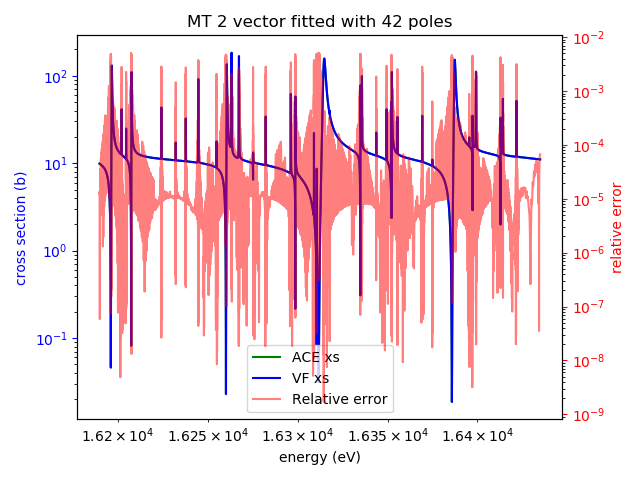 MT 2 vector fitted with 42 poles
cross section (b)
10²
10¹
10⁰
10⁻¹
10⁻²
10⁻³
10⁻⁴
10⁻⁵
10⁻⁶
10⁻⁷
10⁻⁸
10⁻⁹
relative error
ACE xs
VF xs
Relative error
1.62 × 10⁴ 1.625 × 10⁴ 1.63 × 10⁴ 1.635 × 10⁴ 1.64 × 10⁴
energy (eV)